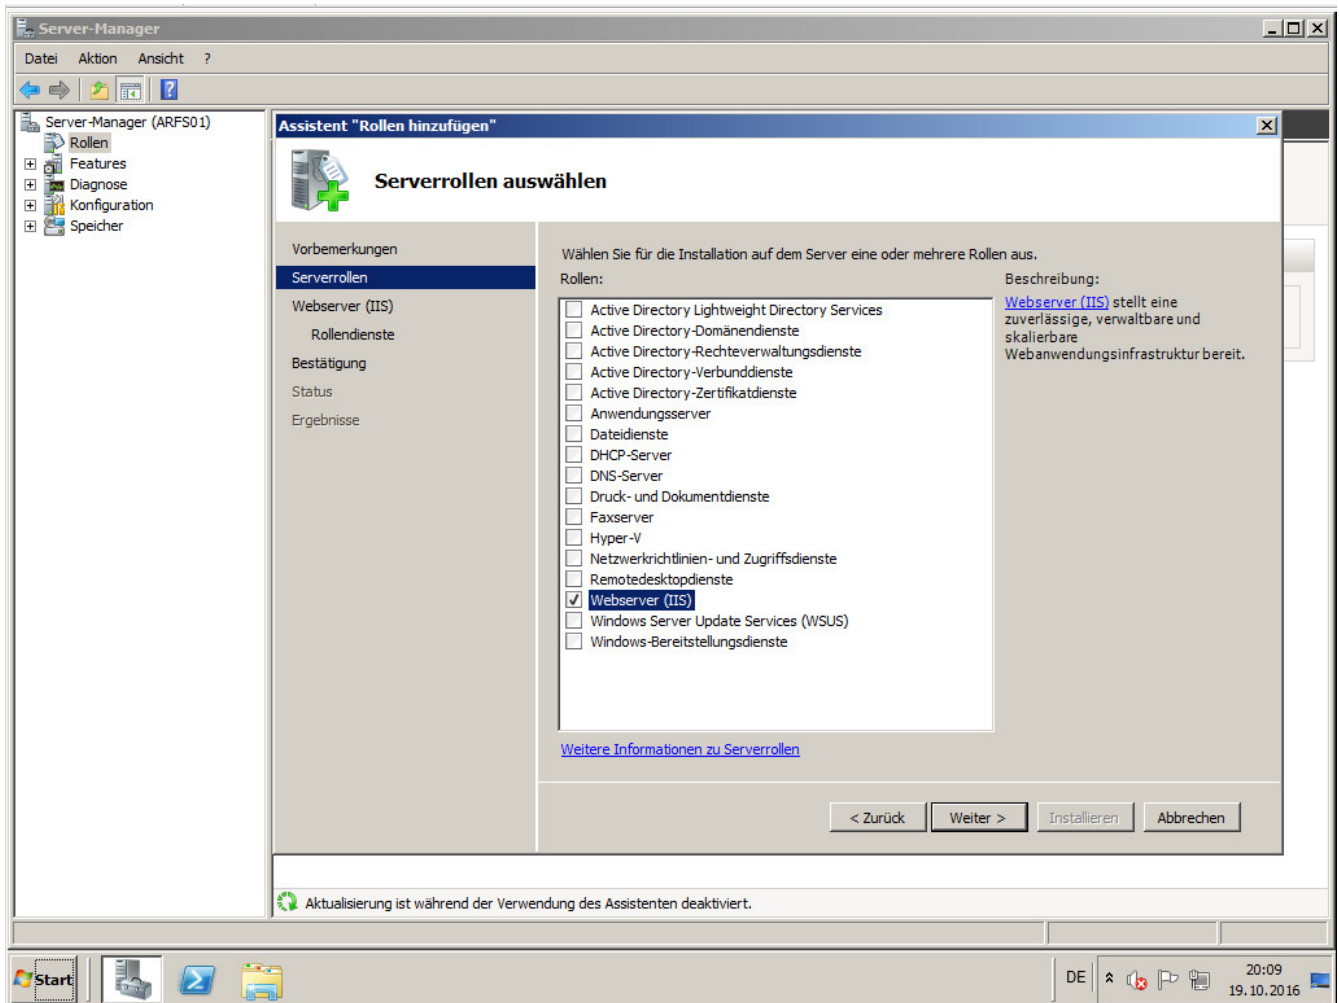 Server-Manager
Datei Aktion Ansicht ?
Server-Manager (ARFS01)
Rollen
Features
Diagnose
Konfiguration
Speicher
Assistent "Rollen hinzufügen"
Serverrollen auswählen
Vorbemerkungen
Serverrollen
Webserver (IIS)
Rollendienste
Bestätigung
Status
Ergebnisse
Wählen Sie für die Installation auf dem Server eine oder mehrere Rollen aus.
Rollen:
Active Directory Lightweight Directory Services
Active Directory-Domänendienste
Active Directory-Rechteverwaltungsdienste
Active Directory-Verbunddienste
Active Directory-Zertifikatdienste
Anwendungsserver
Dateidienste
DHCP-Server
DNS-Server
Druck- und Dokumentdienste
Faxserver
Hyper-V
Netzwerkrichtlinien- und Zugriffsdienste
Remotedesktopdienste
Webserver (IIS)
Windows Server Update Services (WSUS)
Windows-Bereitstellungsdienste
Beschreibung:
Webserver (IIS) stellt eine
zuverlässige, verwaltbare und
skalierbare
Webanwendungsinfrastruktur bereit.
Weitere Informationen zu Serverrollen
< Zurück Weiter > Installieren Abbrechen
Aktualisierung ist während der Verwendung des Assistenten deaktiviert.
Start
DE
20:09
19.10.2016